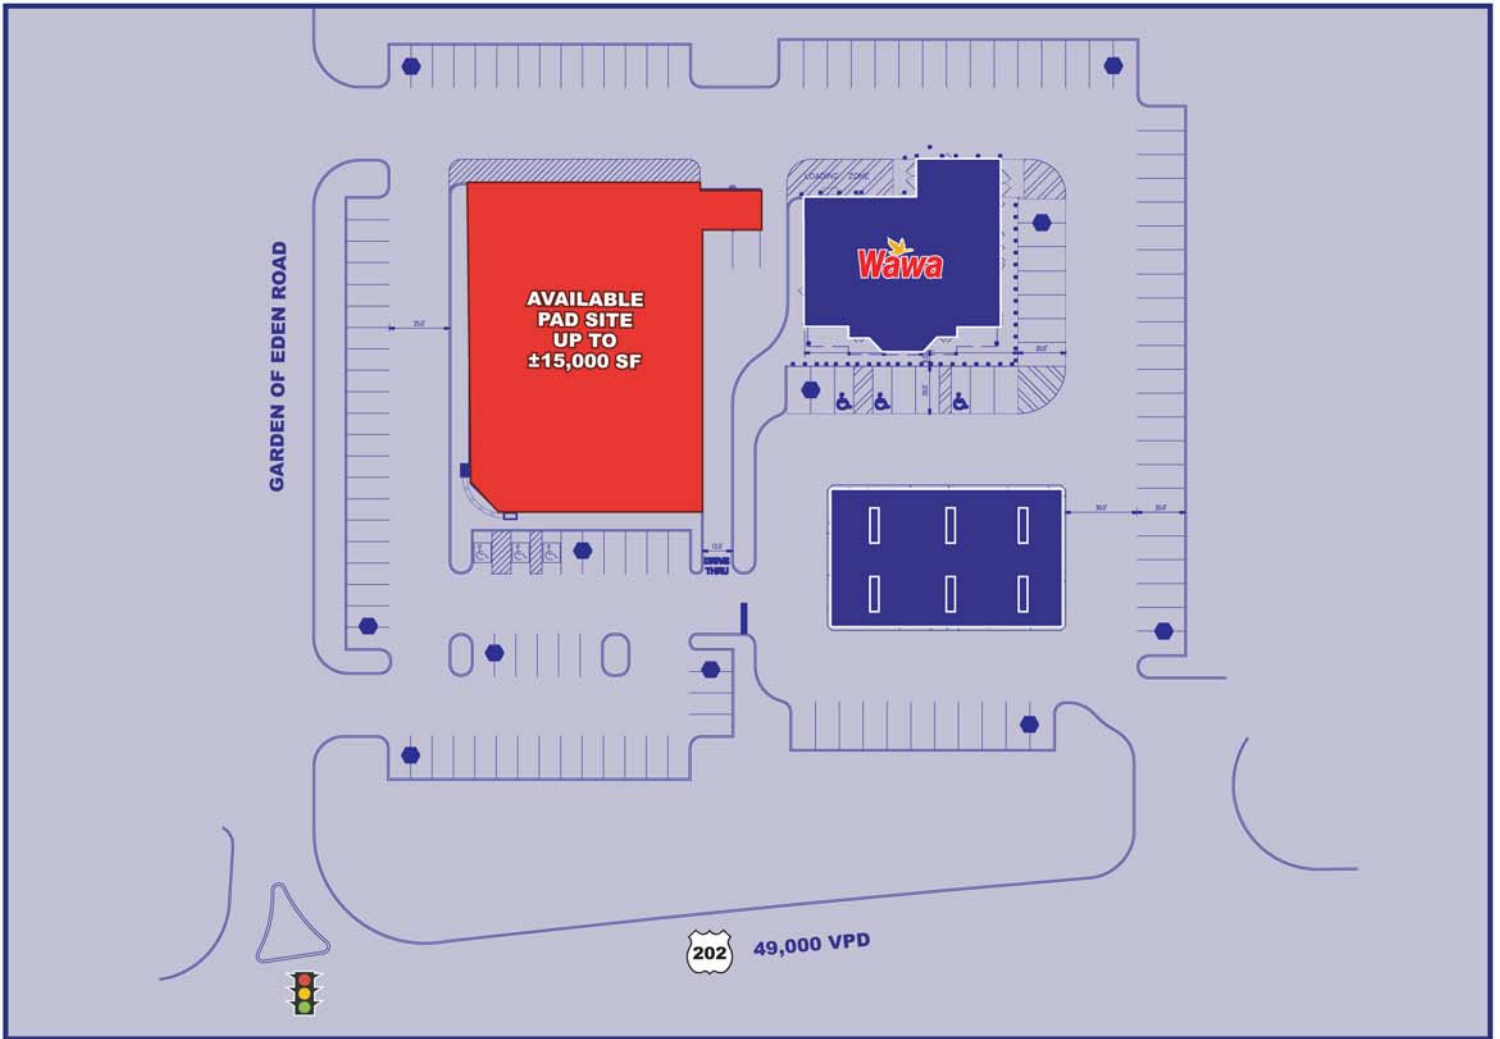 LOADING ZONE
Wawa
GARDEN OF EDEN ROAD
AVAILABLE
PAD SITE
UP TO
±15,000 SF
DRIVE
THRU
202
49,000 VPD